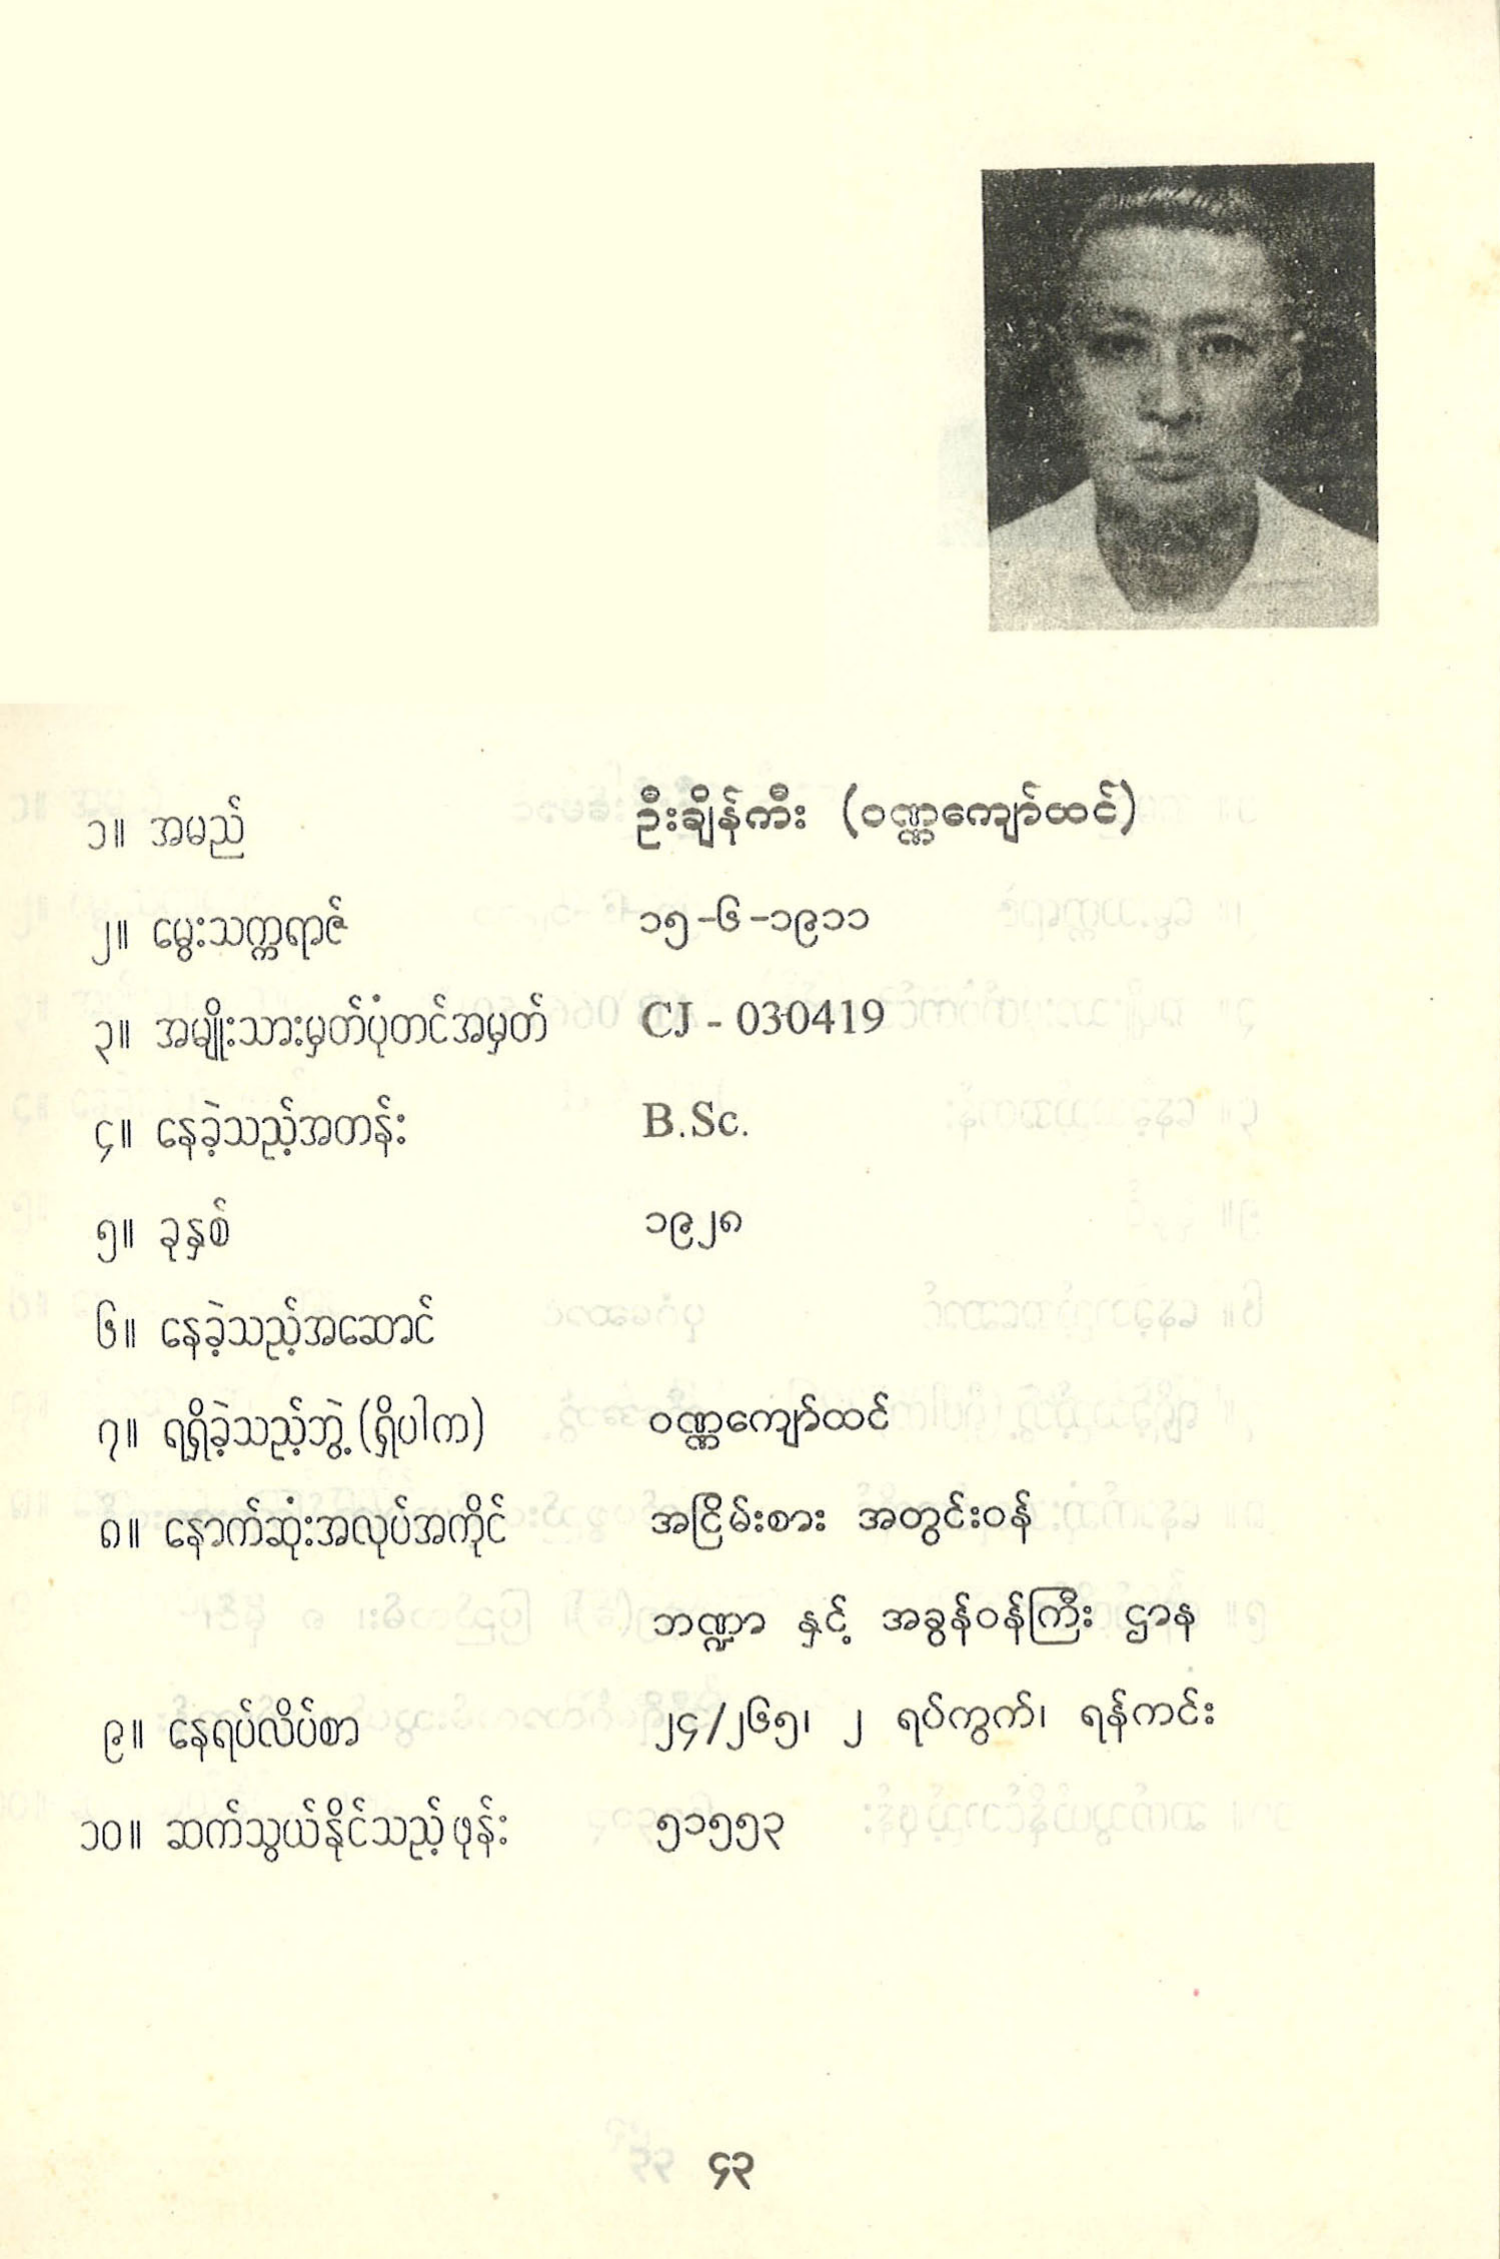 ၁။ အမည် ဦးချိန်ကီး (ဝဏ္ဏကျော်ထင်)
၂။ မွေးသက္ကရာဇ် ၁၅-၆-၁၉၁၁
၃။ အမျိုးသားမှတ်ပုံတင်အမှတ် CJ - 030419
၄။ နေခဲ့သည့်အတန်း B.Sc.
၅။ ခုနှစ် ၁၉၂၈
၆။ နေခဲ့သည့်အဆောင်
၇။ ရရှိခဲ့သည့်ဘွဲ့ (ရှိပါက) ဝဏ္ဏကျော်ထင်
၈။ နောက်ဆုံးအလုပ်အကိုင် အငြိမ်းစား အတွင်းဝန်
ဘဏ္ဍာ နှင့် အခွန်ဝန်ကြီး ဌာန
၉။ နေရပ်လိပ်စာ ၂၄/၂၆၅၊ ၂ ရပ်ကွက်၊ ရန်ကင်း
၁၀။ ဆက်သွယ်နိုင်သည့်ဖုန်း ၅၁၅၅၃
၄၃